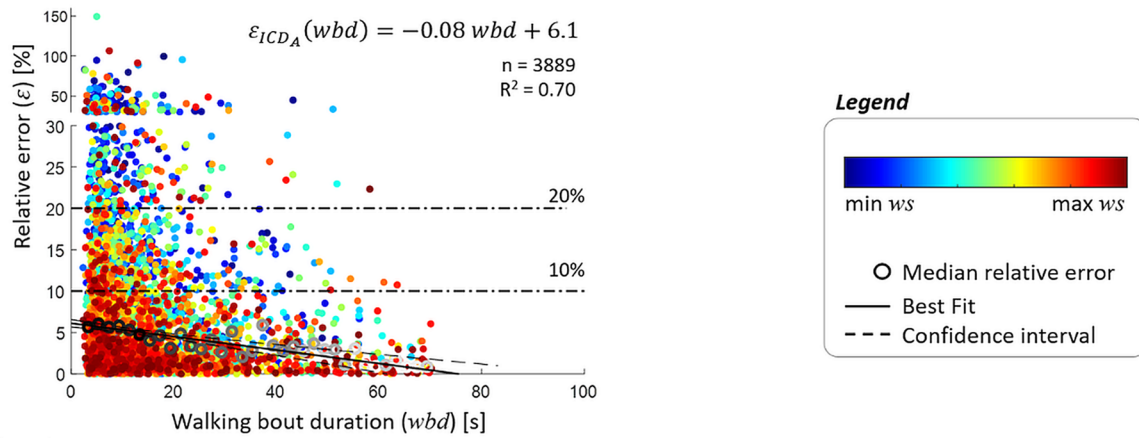 ε_ICD_A(wbd) = −0.08 wbd + 6.1
n = 3889
R² = 0.70
Relative error (ε) [%]
150
100
50
30
25
20
15
10
5
0
20%
10%
0 20 40 60 80 100
Walking bout duration (wbd) [s]
Legend
min ws max ws
Median relative error
Best Fit
Confidence interval